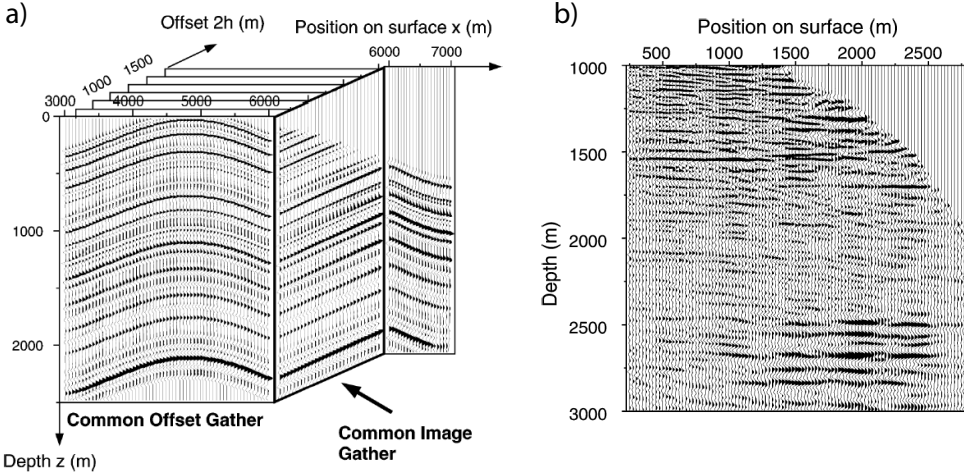 a)
Offset 2h (m)
Position on surface x (m)
1500
1000
6000 7000
3000 4000 5000 6000
0
1000
2000
Common Offset Gather
Common Image
Gather
Depth z (m)
b)
Position on surface (m)
500 1000 1500 2000 2500
1000
1500
2000
2500
3000
Depth (m)